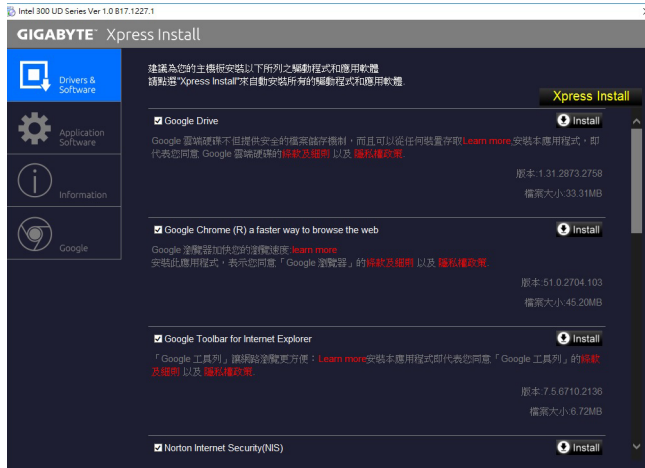 Intel 300 UD Series Ver 1.0 B17.1227.1
GIGABYTE™ Xpress Install
Drivers &
Software
Application
Software
Information
Google
建議為您的主機板安裝以下所列之驅動程式和應用軟體
請點選"Xpress Install"來自動安裝所有的驅動程式和應用軟體.
Xpress Install
Google Drive
Install
Google 雲端硬碟不但提供安全的檔案儲存機制，而且可以從任何裝置存取Learn more,安裝本應用程式，即
代表您同意 Google 雲端硬碟的條款及細則 以及 隱私權政策.
版本:1.31.2873.2758
檔案大小:33.31MB
Google Chrome (R) a faster way to browse the web
Install
Google 瀏覽器加快您的瀏覽速度:learn more
安裝此應用程式，表示您同意「Google 瀏覽器」的條款及細則 以及 隱私權政策.
版本:51.0.2704.103
檔案大小:45.20MB
Google Toolbar for Internet Explorer
Install
「Google 工具列」讓網路瀏覽更方便：Learn more安裝本應用程式即代表您同意「Google 工具列」的條款
及細則 以及 隱私權政策.
版本:7.5.6710.2136
檔案大小:6.72MB
Norton Internet Security(NIS)
Install